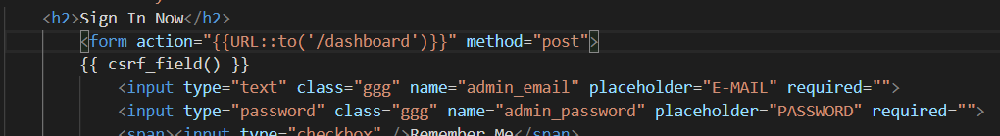 <h2>Sign In Now</h2>
<form action="{{URL::to('/dashboard')}}" method="post">
{{ csrf_field() }}
<input type="text" class="ggg" name="admin_email" placeholder="E-MAIL" required="">
<input type="password" class="ggg" name="admin_password" placeholder="PASSWORD" required="">
<span><input type="checkbox" />Remember Me</span>